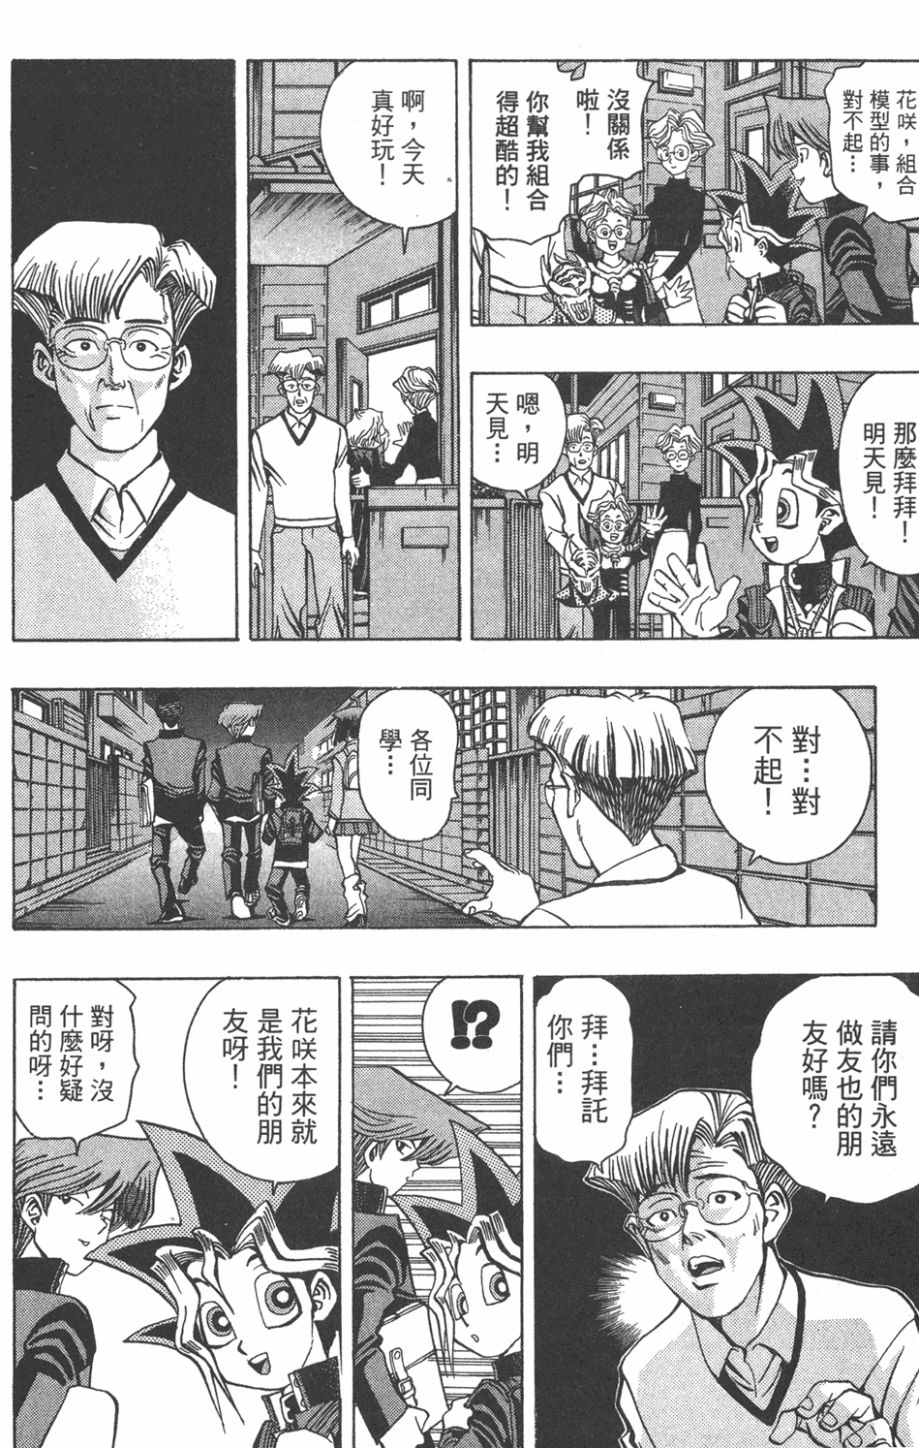 花咲，組合
模型的事，
對不起…
沒關係
啦！
你幫我組合
得超酷的！
那麼拜拜！
明天見！
嗯，明
天見…
啊，今天
真好玩！
對…對
不起！
各位同
學…
請你們永遠
做友也的朋
友好嗎？
拜…拜託
你們…
!?
花咲本來就
是我們的朋
友呀！
對呀，沒
什麼好疑
問的呀…